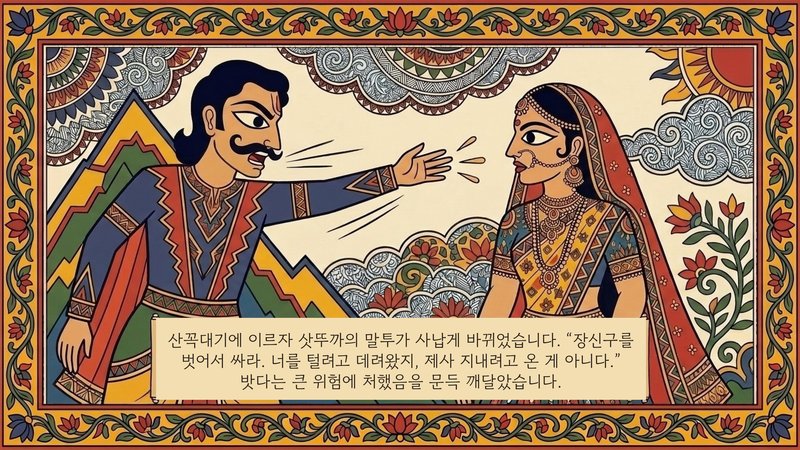 산꼭대기에 이르자 삿뚜까의 말투가 사납게 바뀌었습니다. “장신구를
벗어서 싸라. 너를 털려고 데려왔지, 제사 지내려고 온 게 아니다.”
밧다는 큰 위험에 처했음을 문득 깨달았습니다.